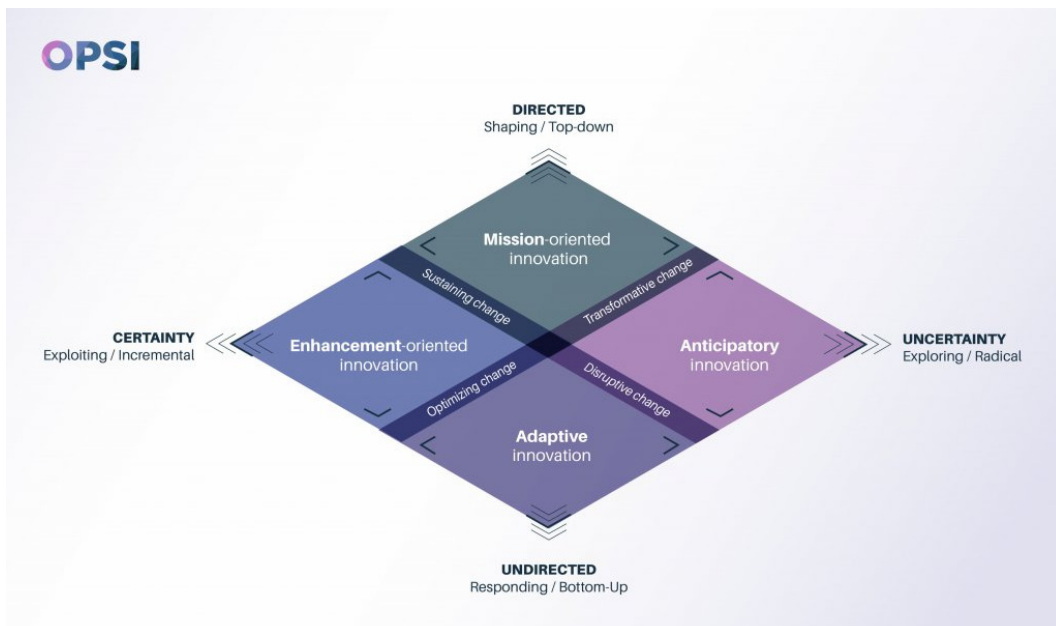 OPSI
DIRECTED
Shaping / Top-down
Mission-oriented
innovation
Sustaining change
Transformative change
CERTAINTY
Exploiting / Incremental
Enhancement-oriented
innovation
Anticipatory
innovation
UNCERTAINTY
Exploring / Radical
Optimizing change
Disruptive change
Adaptive
innovation
UNDIRECTED
Responding / Bottom-Up